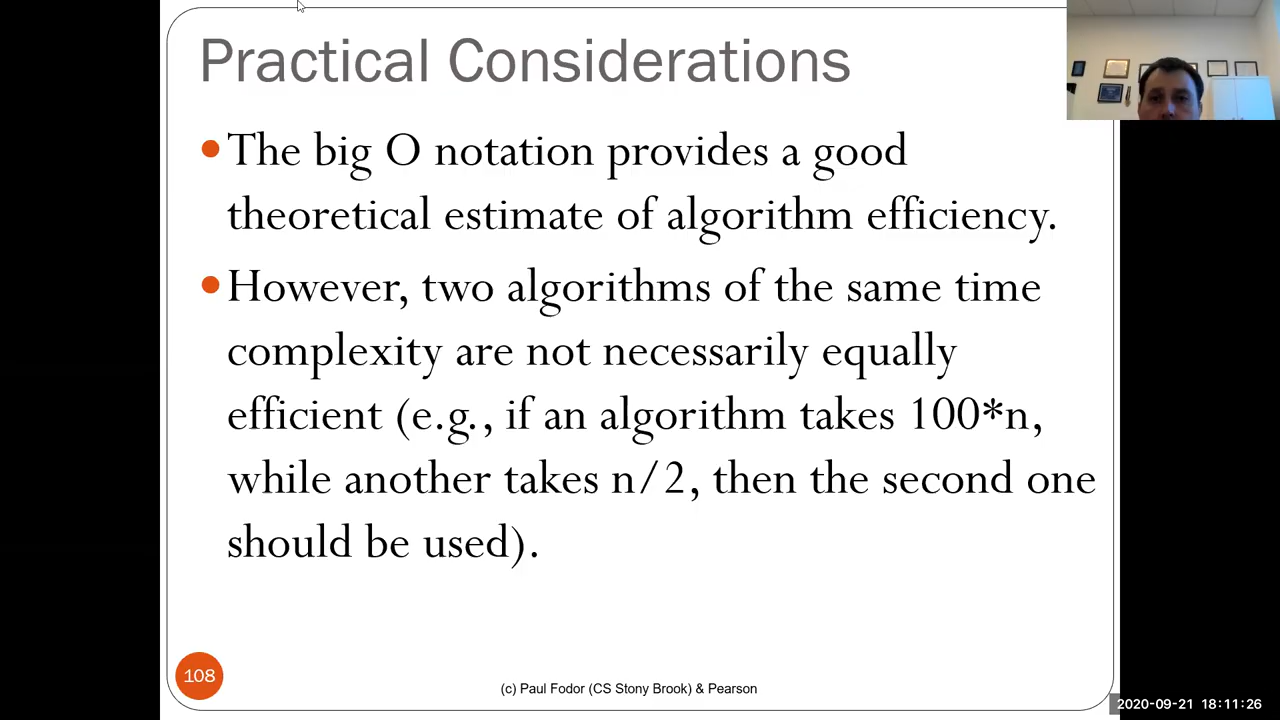 Practical Considerations
The big O notation provides a good
theoretical estimate of algorithm efficiency.
However, two algorithms of the same time
complexity are not necessarily equally
efficient (e.g., if an algorithm takes 100*n,
while another takes n/2, then the second one
should be used).
108
(c) Paul Fodor (CS Stony Brook) & Pearson
2020-09-21 18:11:26